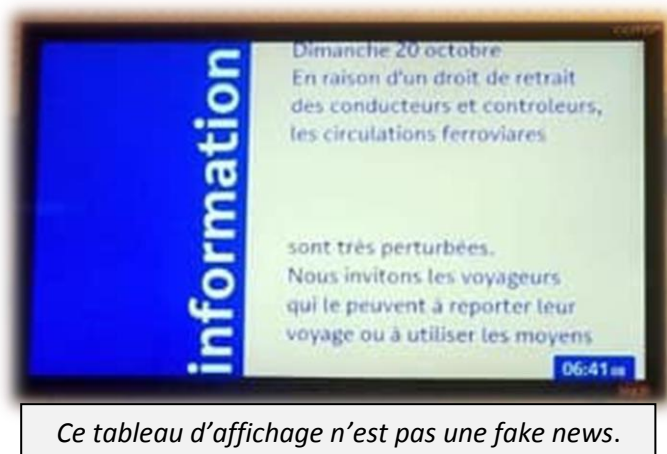 information
Dimanche 20 octobre
En raison d'un droit de retrait
des conducteurs et controleurs,
les circulations ferroviares
sont très perturbées.
Nous invitons les voyageurs
qui le peuvent à reporter leur
voyage ou à utiliser les moyens
06:41
Ce tableau d'affichage n'est pas une fake news.